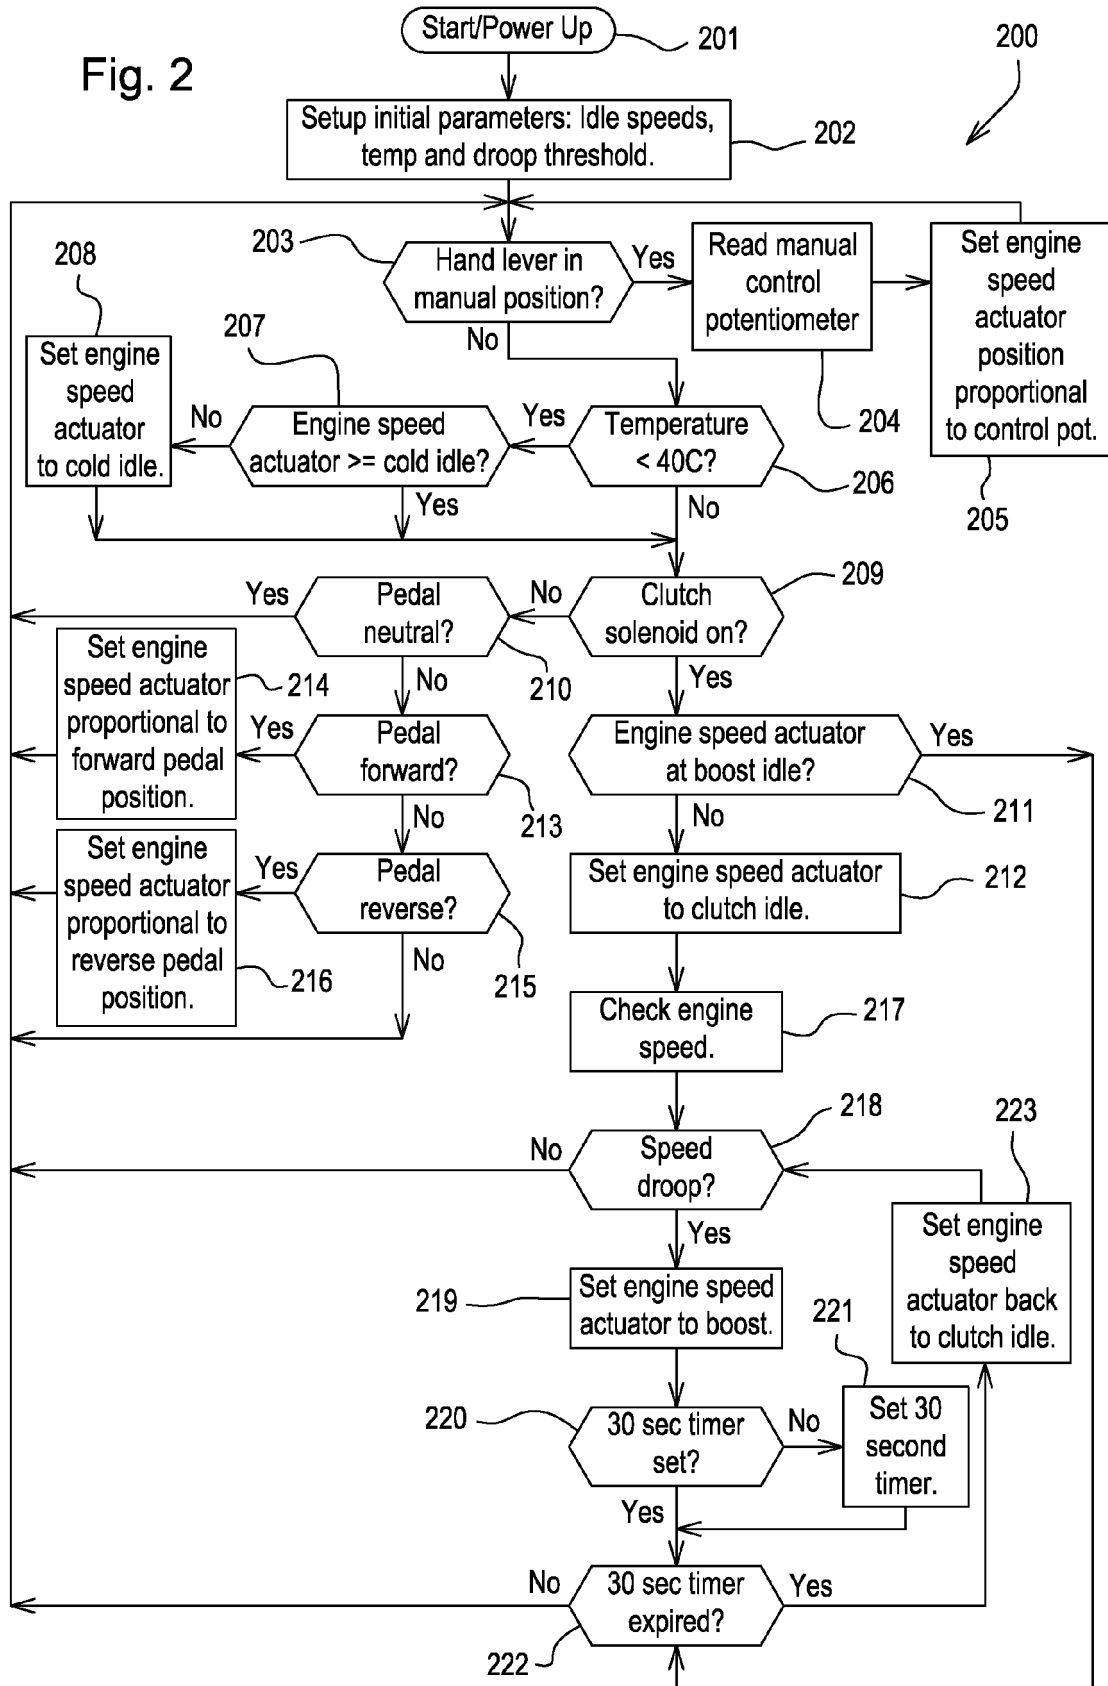 Fig. 2
Start/Power Up
201
200
Setup initial parameters: Idle speeds,
temp and droop threshold.
202
203
Hand lever in
manual position?
Yes
No
Read manual
control
potentiometer
204
Set engine
speed
actuator
position
proportional
to control pot.
205
208
Set engine
speed
actuator
to cold idle.
207
No
Engine speed
actuator >= cold idle?
Yes
Yes
Temperature
< 40C?
206
No
209
Clutch
solenoid on?
No
Yes
Pedal
neutral?
210
Yes
No
Set engine
speed actuator
proportional to
forward pedal
position.
214
Yes
Pedal
forward?
213
No
Engine speed actuator
at boost idle?
Yes
211
No
Set engine
speed actuator
proportional to
reverse pedal
position.
216
Yes
Pedal
reverse?
215
No
Set engine speed actuator
to clutch idle.
212
Check engine
speed.
217
218
Speed
droop?
No
Yes
223
Set engine
speed
actuator back
to clutch idle.
219
Set engine speed
actuator to boost.
221
220
30 sec timer
set?
No
Set 30
second
timer.
Yes
No
30 sec timer
expired?
Yes
222